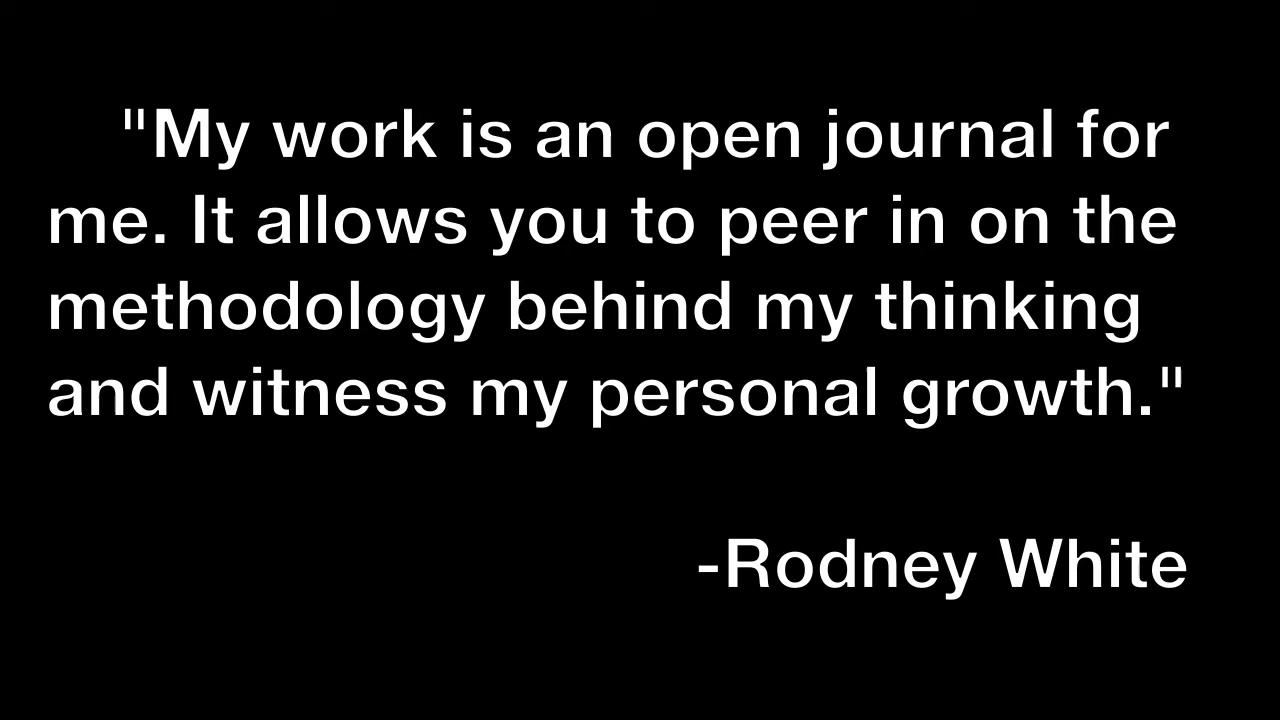 "My work is an open journal for
me. It allows you to peer in on the
methodology behind my thinking
and witness my personal growth."
-Rodney White